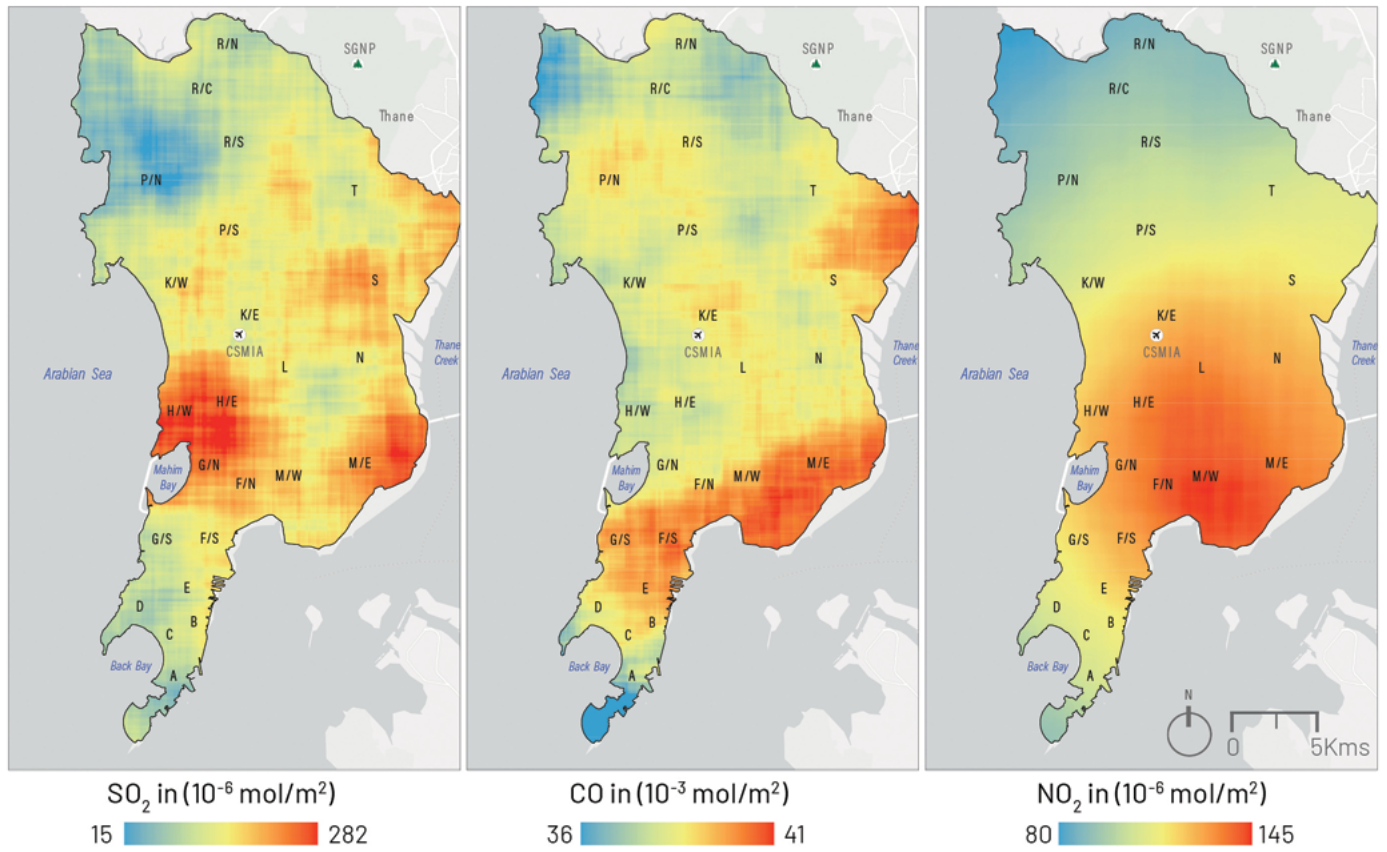 R/N
SGNP
R/C
Thane
R/S
P/N
T
P/S
K/W
S
K/E
CSMIA
Thane
Creek
N
L
Arabian Sea
H/W
H/E
Mahim
Bay
G/N
M/E
F/N
M/W
G/S
F/S
E
D
B
C
Back Bay
A
SO₂ in (10⁻⁶ mol/m²)
15
282
R/N
SGNP
R/C
Thane
R/S
P/N
T
P/S
K/W
S
K/E
CSMIA
Thane
Creek
N
L
Arabian Sea
H/W
H/E
Mahim
Bay
G/N
M/E
F/N
M/W
G/S
F/S
E
D
B
C
Back Bay
A
CO in (10⁻³ mol/m²)
36
41
R/N
SGNP
R/C
Thane
R/S
P/N
T
P/S
K/W
S
K/E
CSMIA
Thane
Creek
N
L
Arabian Sea
H/W
H/E
Mahim
Bay
G/N
M/E
F/N
M/W
G/S
F/S
E
D
B
C
Back Bay
A
N
0
5Kms
NO₂ in (10⁻⁶ mol/m²)
80
145